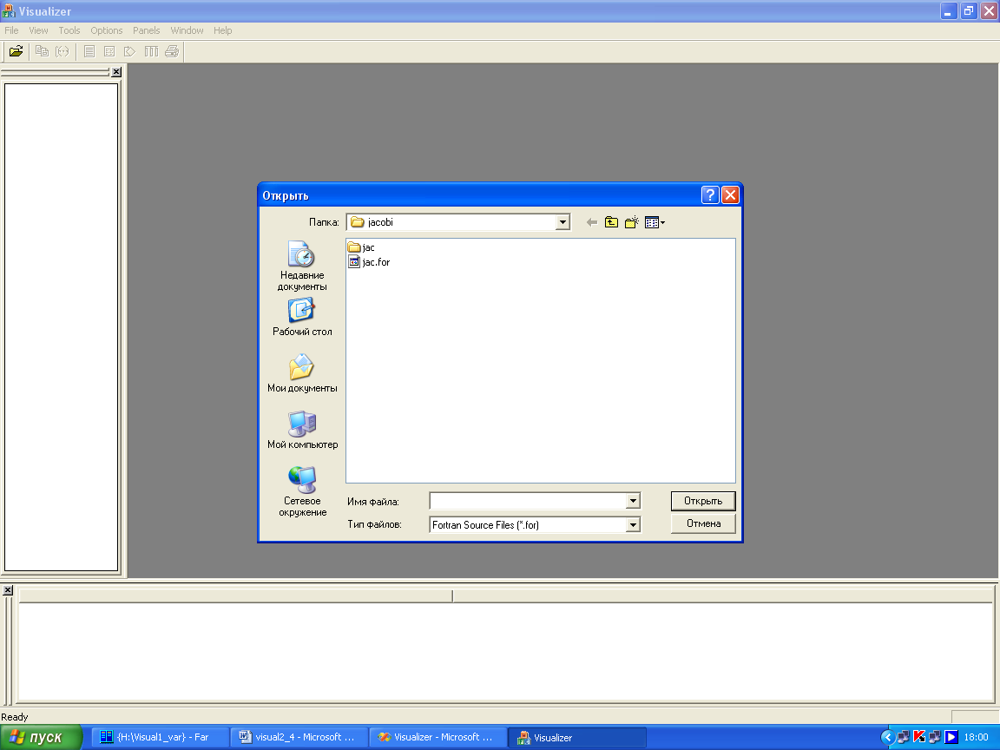 Visualizer
File View Tools Options Panels Window Help
Открыть
Папка: jacobi
jac
jac.for
Недавние
документы
Рабочий стол
Мои документы
Мой компьютер
Сетевое
окружение
Имя файла:
Открыть
Тип файлов: Fortran Source Files (*.for)
Отмена
Ready
пуск {H:\Visual1_var} - Far visual2_4 - Microsoft ... Visualizer - Microsoft ... Visualizer 18:00